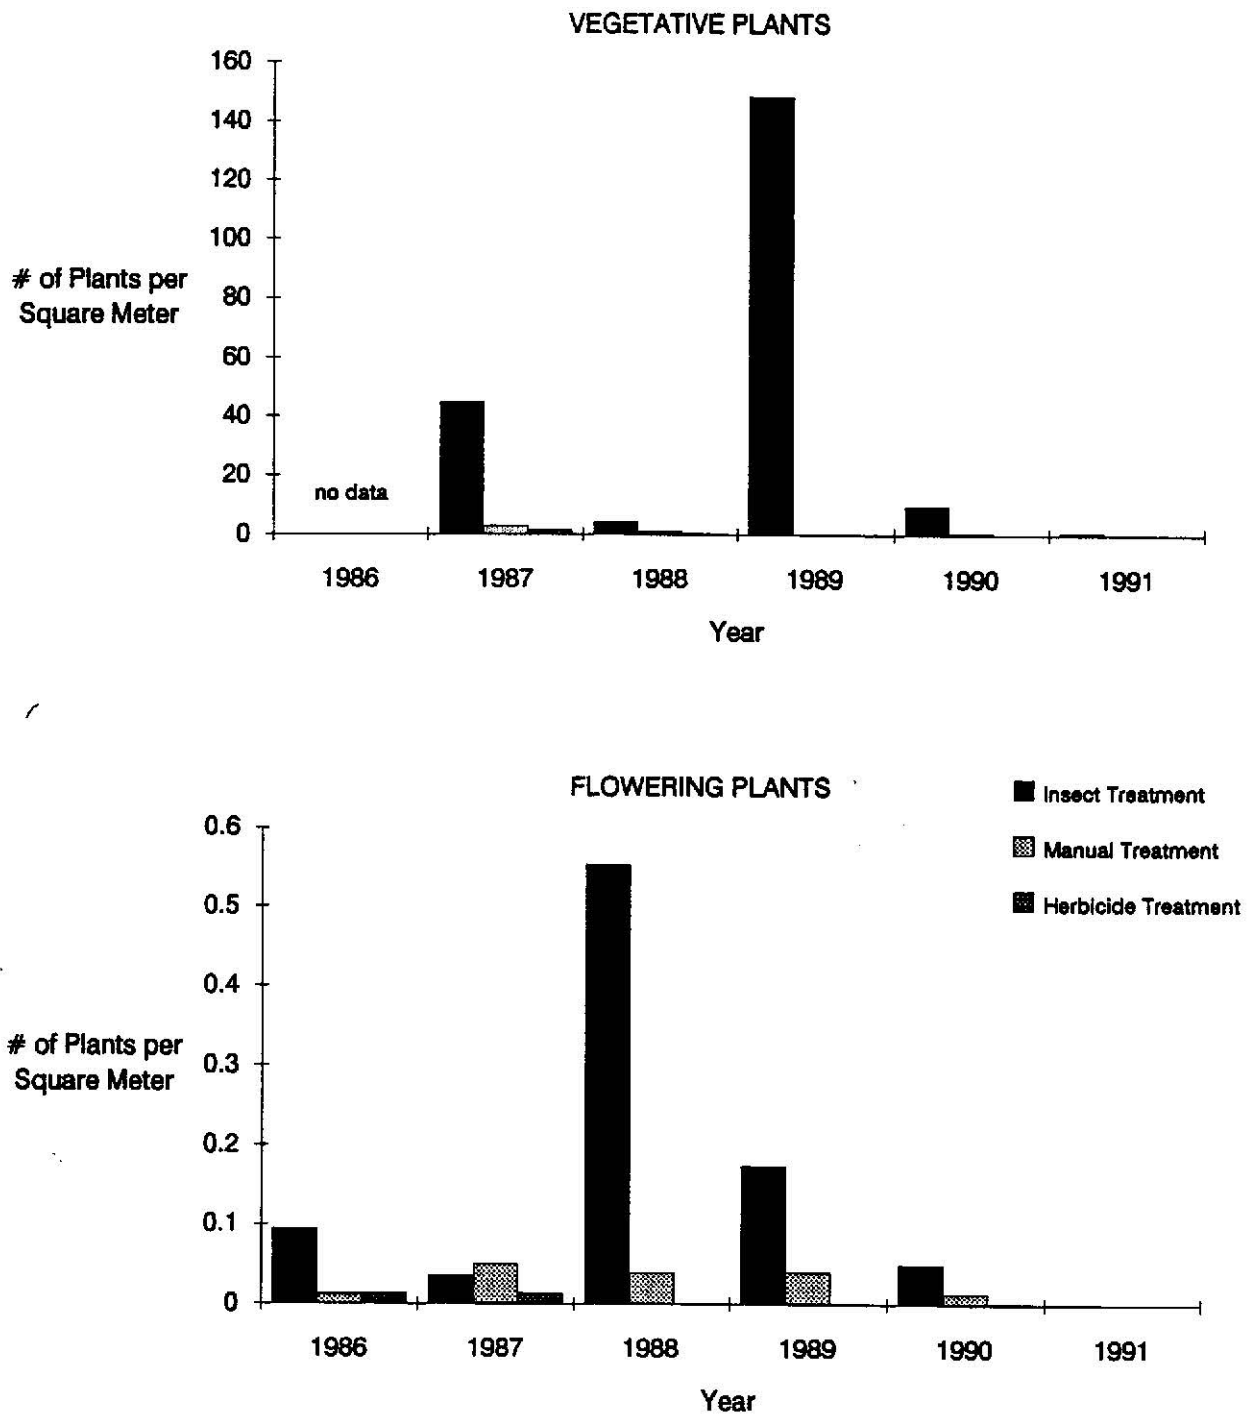 VEGETATIVE PLANTS
160
140
120
100
80
60
40
20
0
# of Plants per
Square Meter
no data
1986 1987 1988 1989 1990 1991
Year
FLOWERING PLANTS
Insect Treatment
Manual Treatment
Herbicide Treatment
0.6
0.5
0.4
0.3
0.2
0.1
0
# of Plants per
Square Meter
1986 1987 1988 1989 1990 1991
Year